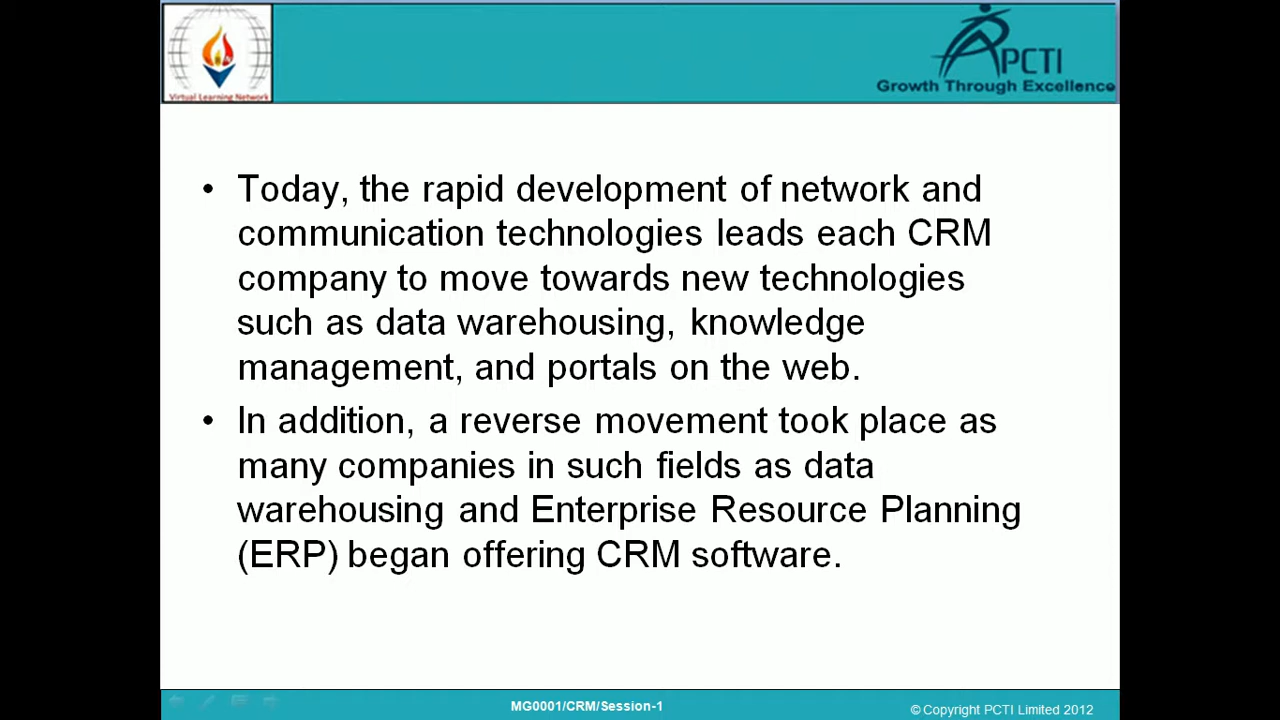 Virtual Learning Network
PCTI
Growth Through Excellence
• Today, the rapid development of network and
communication technologies leads each CRM
company to move towards new technologies
such as data warehousing, knowledge
management, and portals on the web.
• In addition, a reverse movement took place as
many companies in such fields as data
warehousing and Enterprise Resource Planning
(ERP) began offering CRM software.
MG0001/CRM/Session-1
© Copyright PCTI Limited 2012